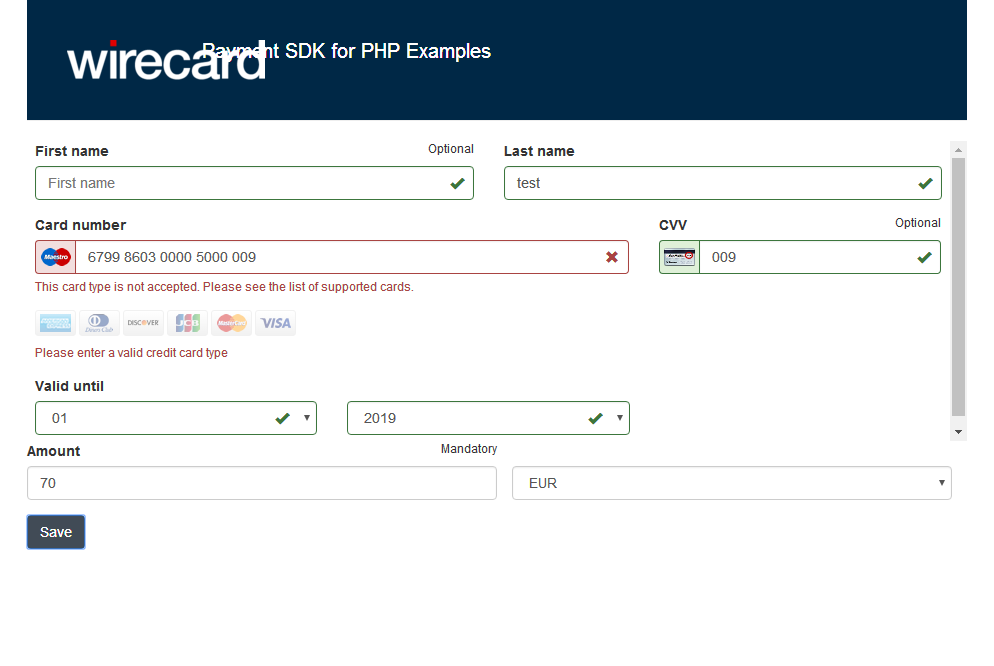 wirecard
Payment SDK for PHP Examples
First name Optional
First name
Last name
test
Card number
Maestro 6799 8603 0000 5000 009
CVV Optional
009
This card type is not accepted. Please see the list of supported cards.
DISCOVER JCB MasterCard VISA
Please enter a valid credit card type
Valid until
01 2019
Amount Mandatory
70 EUR
Save